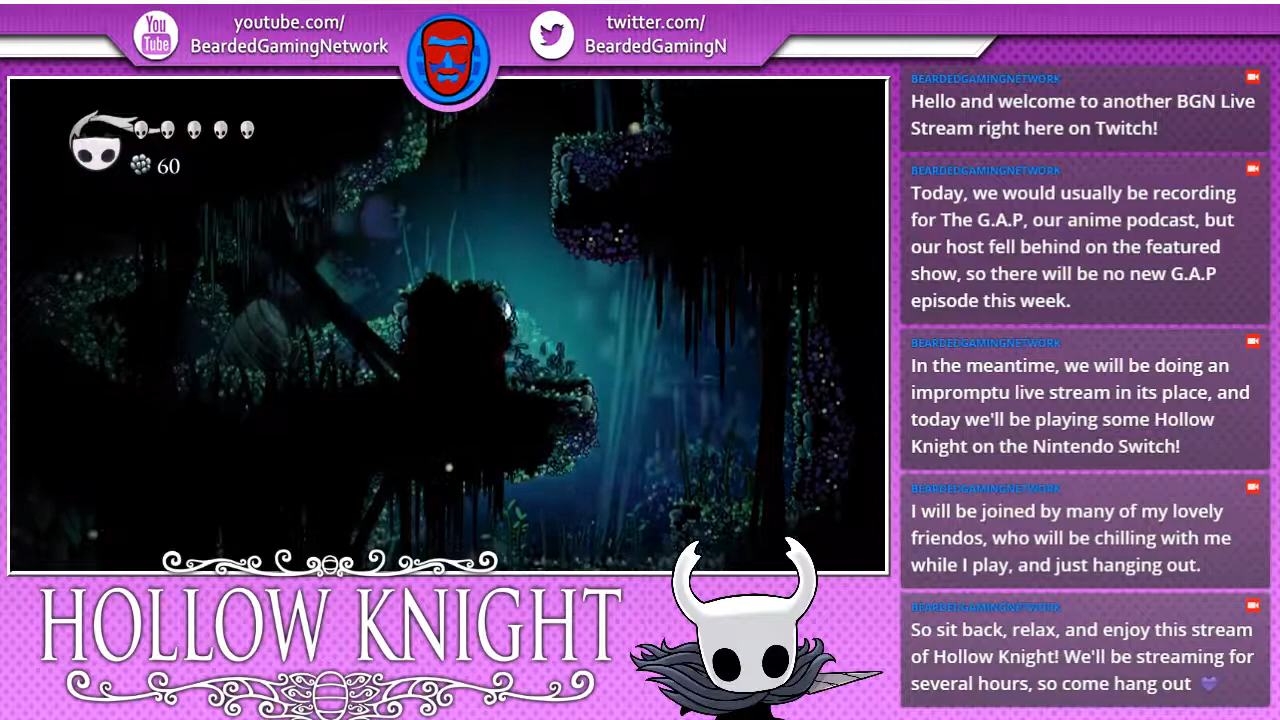 youtube.com/
BeardedGamingNetwork
You
Tube
twitter.com/
BeardedGamingN
60
HOLLOW KNIGHT
BEARDEDGAMINGNETWORK
Hello and welcome to another BGN Live
Stream right here on Twitch!
BEARDEDGAMINGNETWORK
Today, we would usually be recording
for The G.A.P, our anime podcast, but
our host fell behind on the featured
show, so there will be no new G.A.P
episode this week.
BEARDEDGAMINGNETWORK
In the meantime, we will be doing an
impromptu live stream in its place, and
today we'll be playing some Hollow
Knight on the Nintendo Switch!
BEARDEDGAMINGNETWORK
I will be joined by many of my lovely
friendos, who will be chilling with me
while I play, and just hanging out.
BEARDEDGAMINGNETWORK
So sit back, relax, and enjoy this stream
of Hollow Knight! We'll be streaming for
several hours, so come hang out 💜